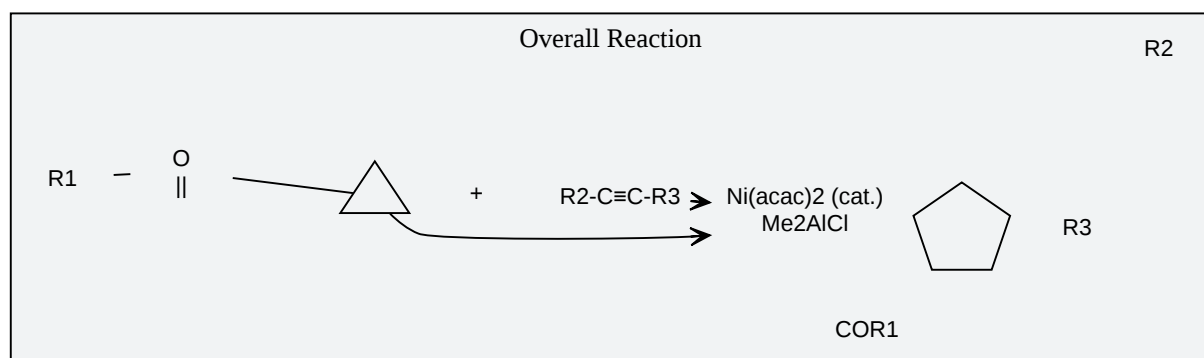 Overall Reaction
R2
R1
O
||
+
R2-C≡C-R3
Ni(acac)2 (cat.)
Me2AlCl
R3
COR1